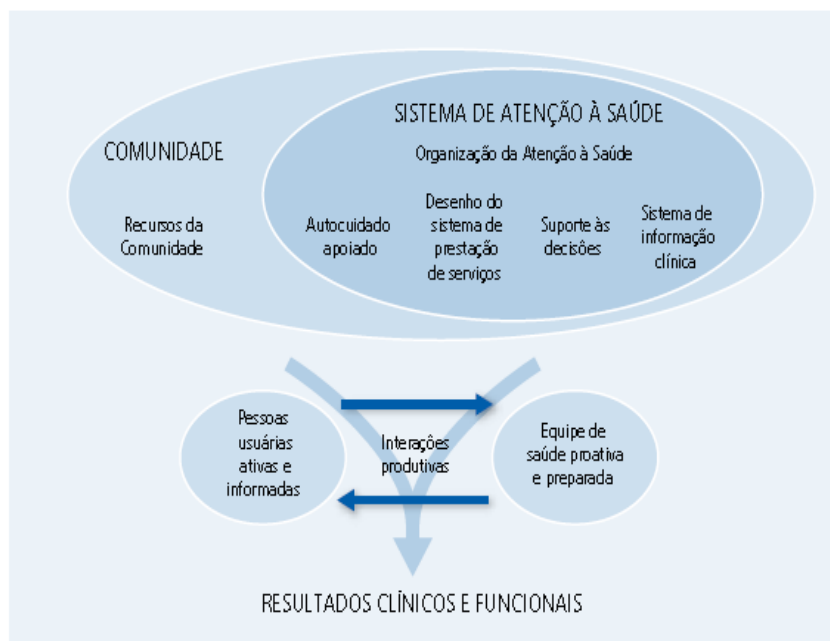 SISTEMA DE ATENÇÃO À SAÚDE
COMUNIDADE
Organização da Atenção à Saúde
Recursos da
Comunidade
Autocuidado
apoiado
Desenho do
sistema de
prestação
de serviços
Suporte às
decisões
Sistema de
informação
clínica
Pessoas
usuárias
ativas e
informadas
Interações
produtivas
Equipe de
saúde proativa
e preparada
RESULTADOS CLÍNICOS E FUNCIONAIS